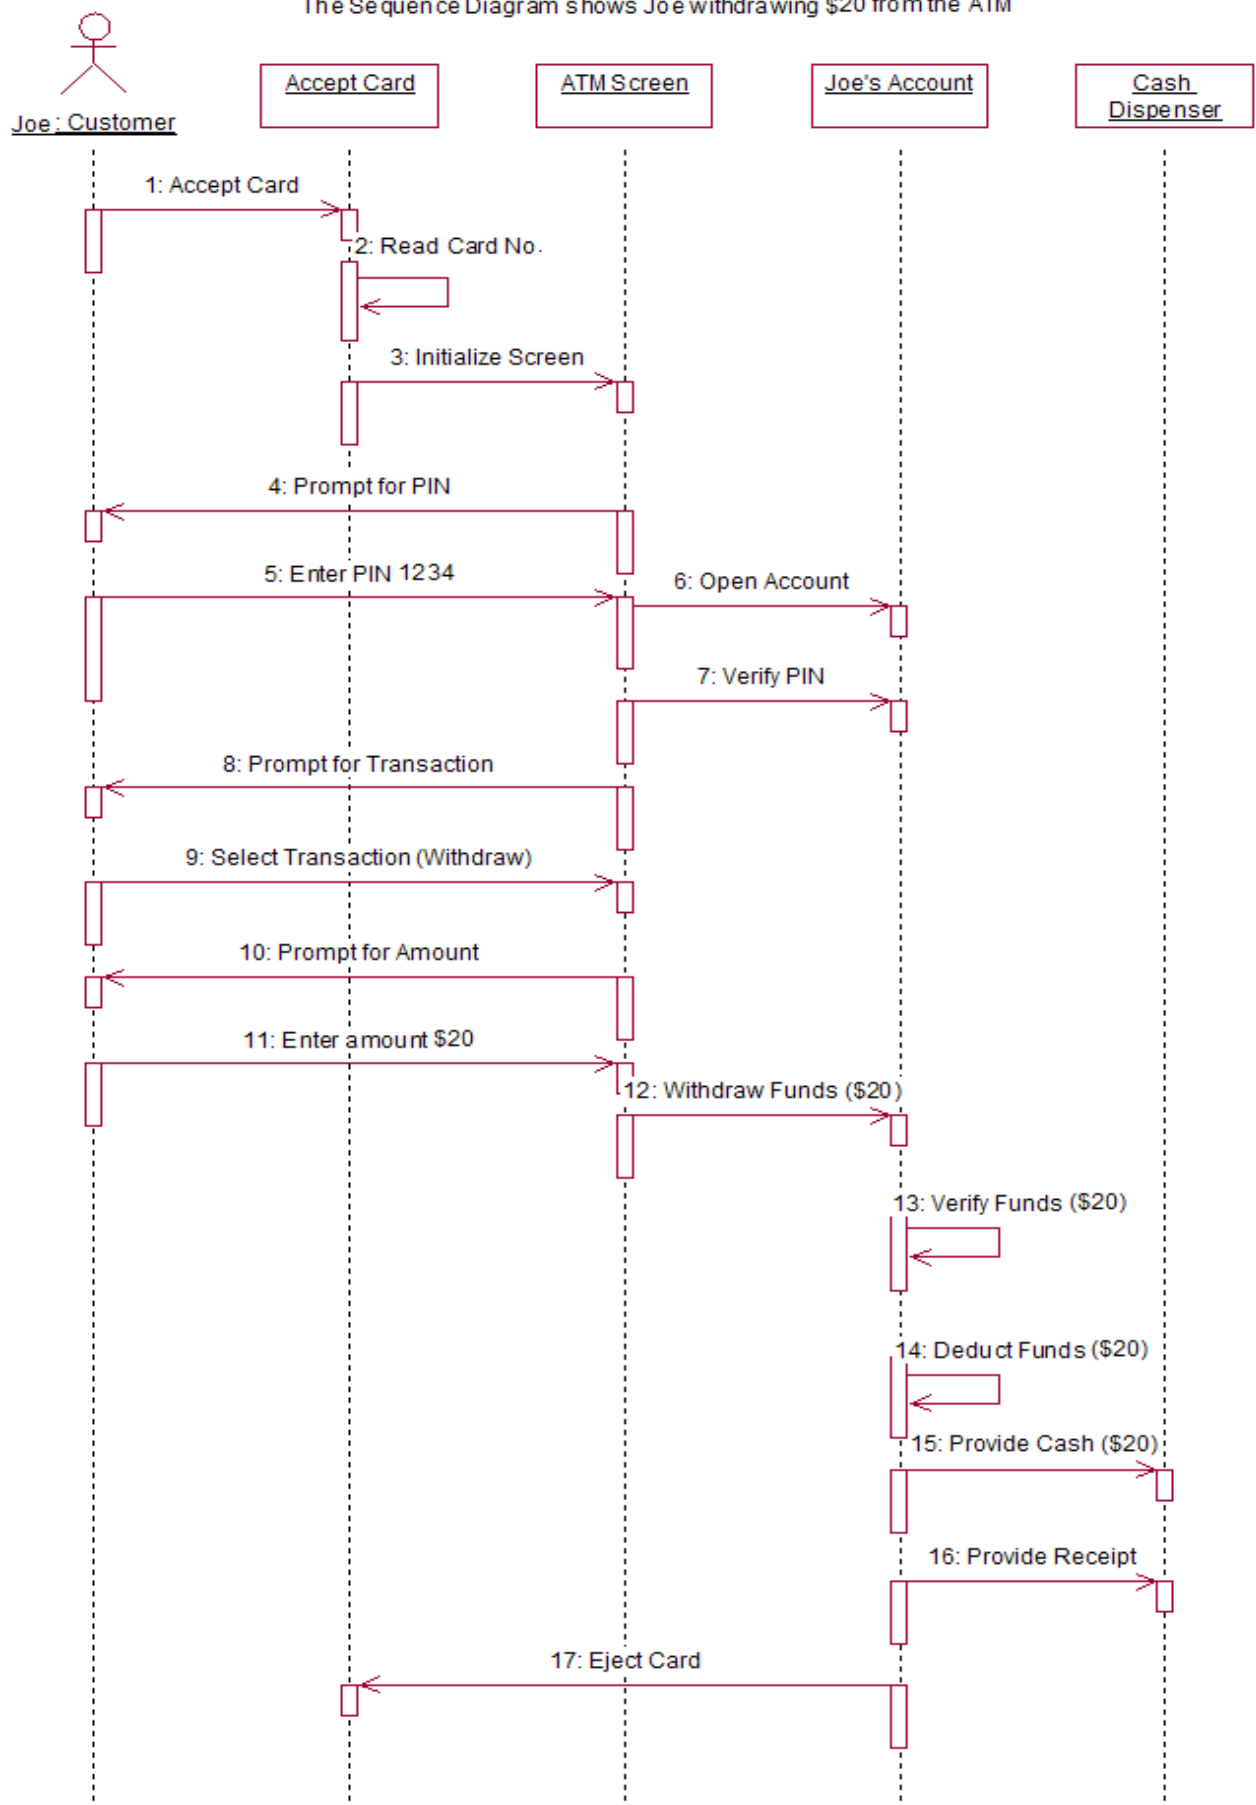 The Sequence Diagram shows Joe withdrawing $20 from the ATM
Accept Card
ATM Screen
Joe's Account
Cash
Dispenser
Joe : Customer
1: Accept Card
2: Read Card No.
3: Initialize Screen
4: Prompt for PIN
5: Enter PIN 1234
6: Open Account
7: Verify PIN
8: Prompt for Transaction
9: Select Transaction (Withdraw)
10: Prompt for Amount
11: Enter amount $20
12: Withdraw Funds ($20)
13: Verify Funds ($20)
14: Deduct Funds ($20)
15: Provide Cash ($20)
16: Provide Receipt
17: Eject Card